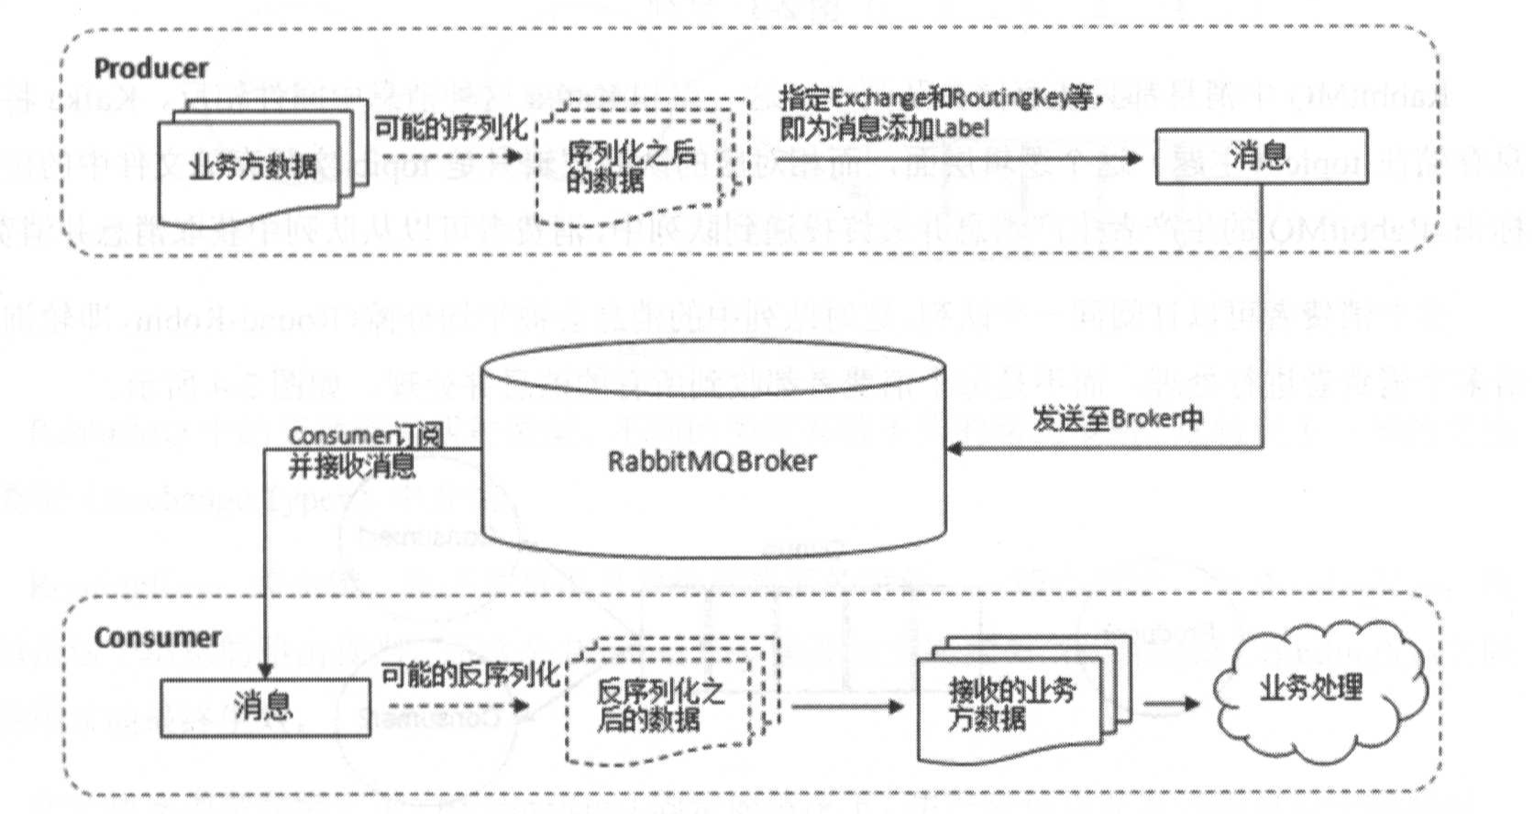 Producer
业务方数据
可能的序列化
序列化之后
的数据
指定Exchange和RoutingKey等，
即为消息添加Label
消息
发送至Broker中
RabbitMQ Broker
Consumer订阅
并接收消息
Consumer
消息
可能的反序列化
反序列化之
后的数据
接收的业务
方数据
业务处理